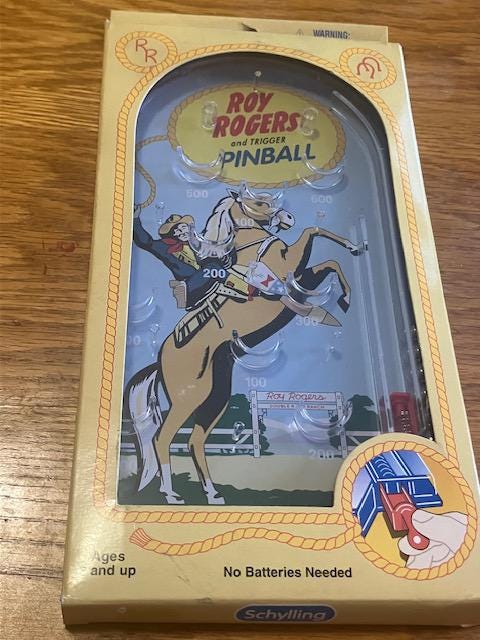 WARNING:
RR
ROY
ROGERS
and TRIGGER
PINBALL
500
600
400
200
300
100
Roy Rogers
DOUBLE R BAR RANCH
200
Ages
and up
No Batteries Needed
Schylling